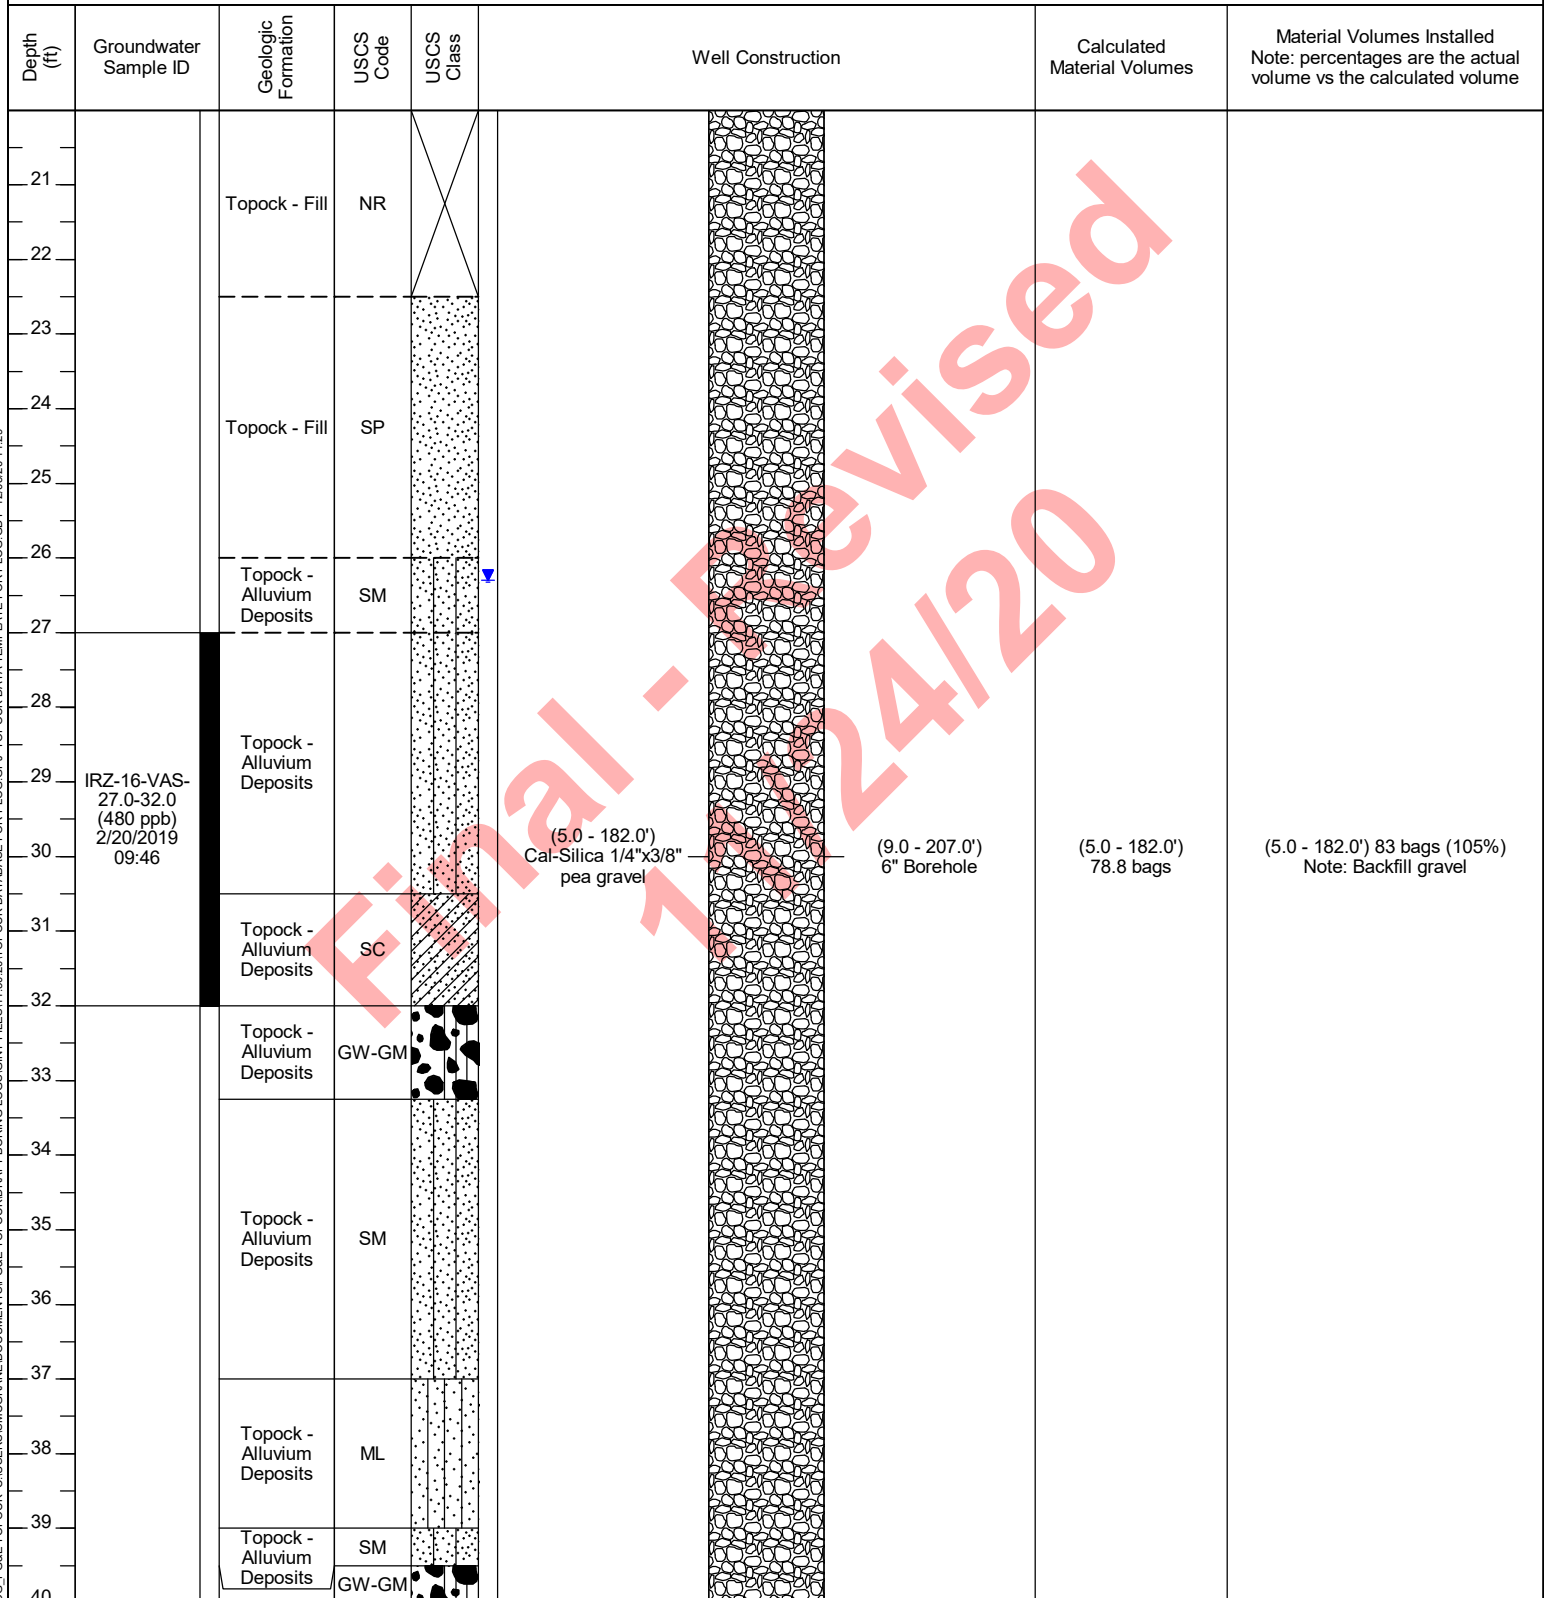 Depth
(ft)
Groundwater
Sample ID
Geologic
Formation
USCS
Code
USCS
Class
Well Construction
Calculated
Material Volumes
Material Volumes Installed
Note: percentages are the actual
volume vs the calculated volume
21
Topock - Fill
NR
22
23
24
Topock - Fill
SP
25
26
Topock -
Alluvium
Deposits
SM
27
28
Topock -
Alluvium
Deposits
29
IRZ-16-VAS-
27.0-32.0
(480 ppb)
2/20/2019
09:46
30
(5.0 - 182.0')
Cal-Silica 1/4"x3/8"
pea gravel
(9.0 - 207.0')
6" Borehole
(5.0 - 182.0')
78.8 bags
(5.0 - 182.0') 83 bags (105%)
Note: Backfill gravel
31
Topock -
Alluvium
Deposits
SC
32
Topock -
Alluvium
Deposits
GW-GM
33
34
35
Topock -
Alluvium
Deposits
SM
36
37
38
Topock -
Alluvium
Deposits
ML
39
Topock -
Alluvium
Deposits
SM
GW-GM
40
Final - Revised
11/24/20